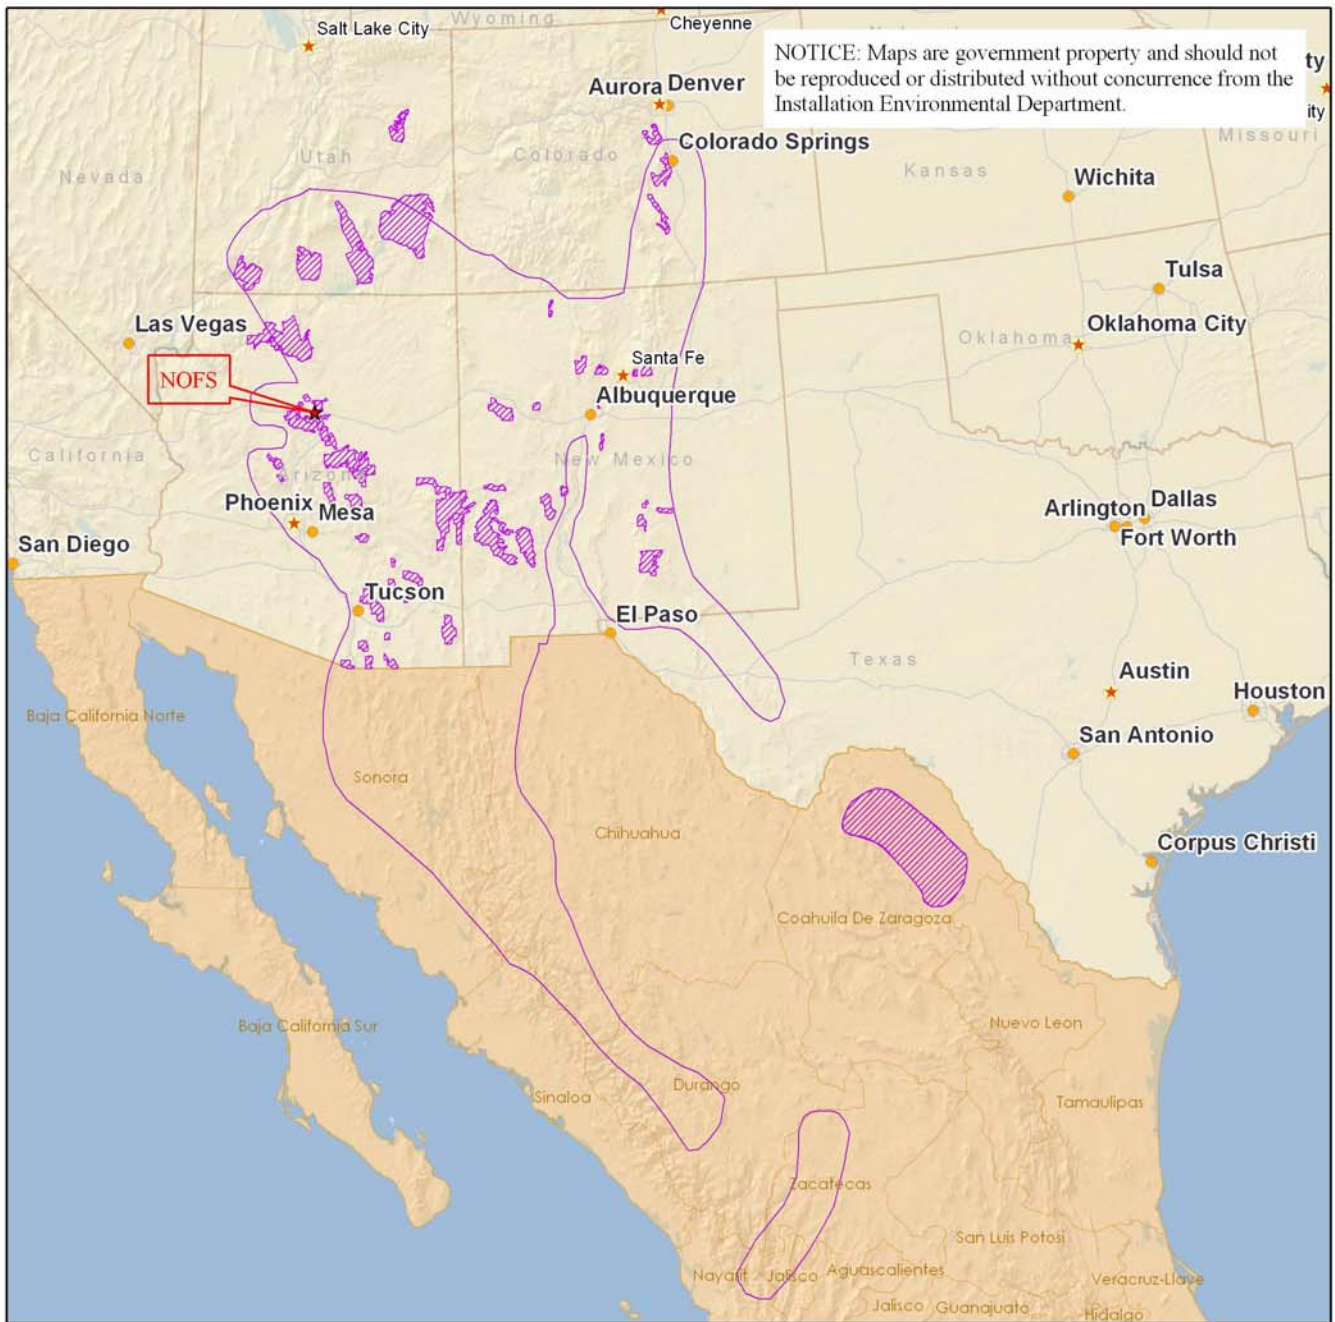 Wyoming
Cheyenne
Salt Lake City
NOTICE: Maps are government property and should not
be reproduced or distributed without concurrence from the
Installation Environmental Department.
ty
ity
Aurora
Denver
Missouri
Utah
Colorado
Colorado Springs
Kansas
Nevada
Wichita
Tulsa
Las Vegas
Oklahoma City
Oklahoma
Santa Fe
NOFS
Albuquerque
California
New Mexico
Arizona
Phoenix
Mesa
Arlington
Dallas
Fort Worth
San Diego
Tucson
El Paso
Texas
Austin
Houston
Baja California Norte
San Antonio
Sonora
Chihuahua
Corpus Christi
Coahuila De Zaragoza
Baja California Sur
Nuevo Leon
Durango
Sinaloa
Tamaulipas
Zacatecas
San Luis Potosi
Nayarit
Jalisco
Aguascalientes
Veracruz-Llave
Jalisco
Guanajuato
Hidalgo